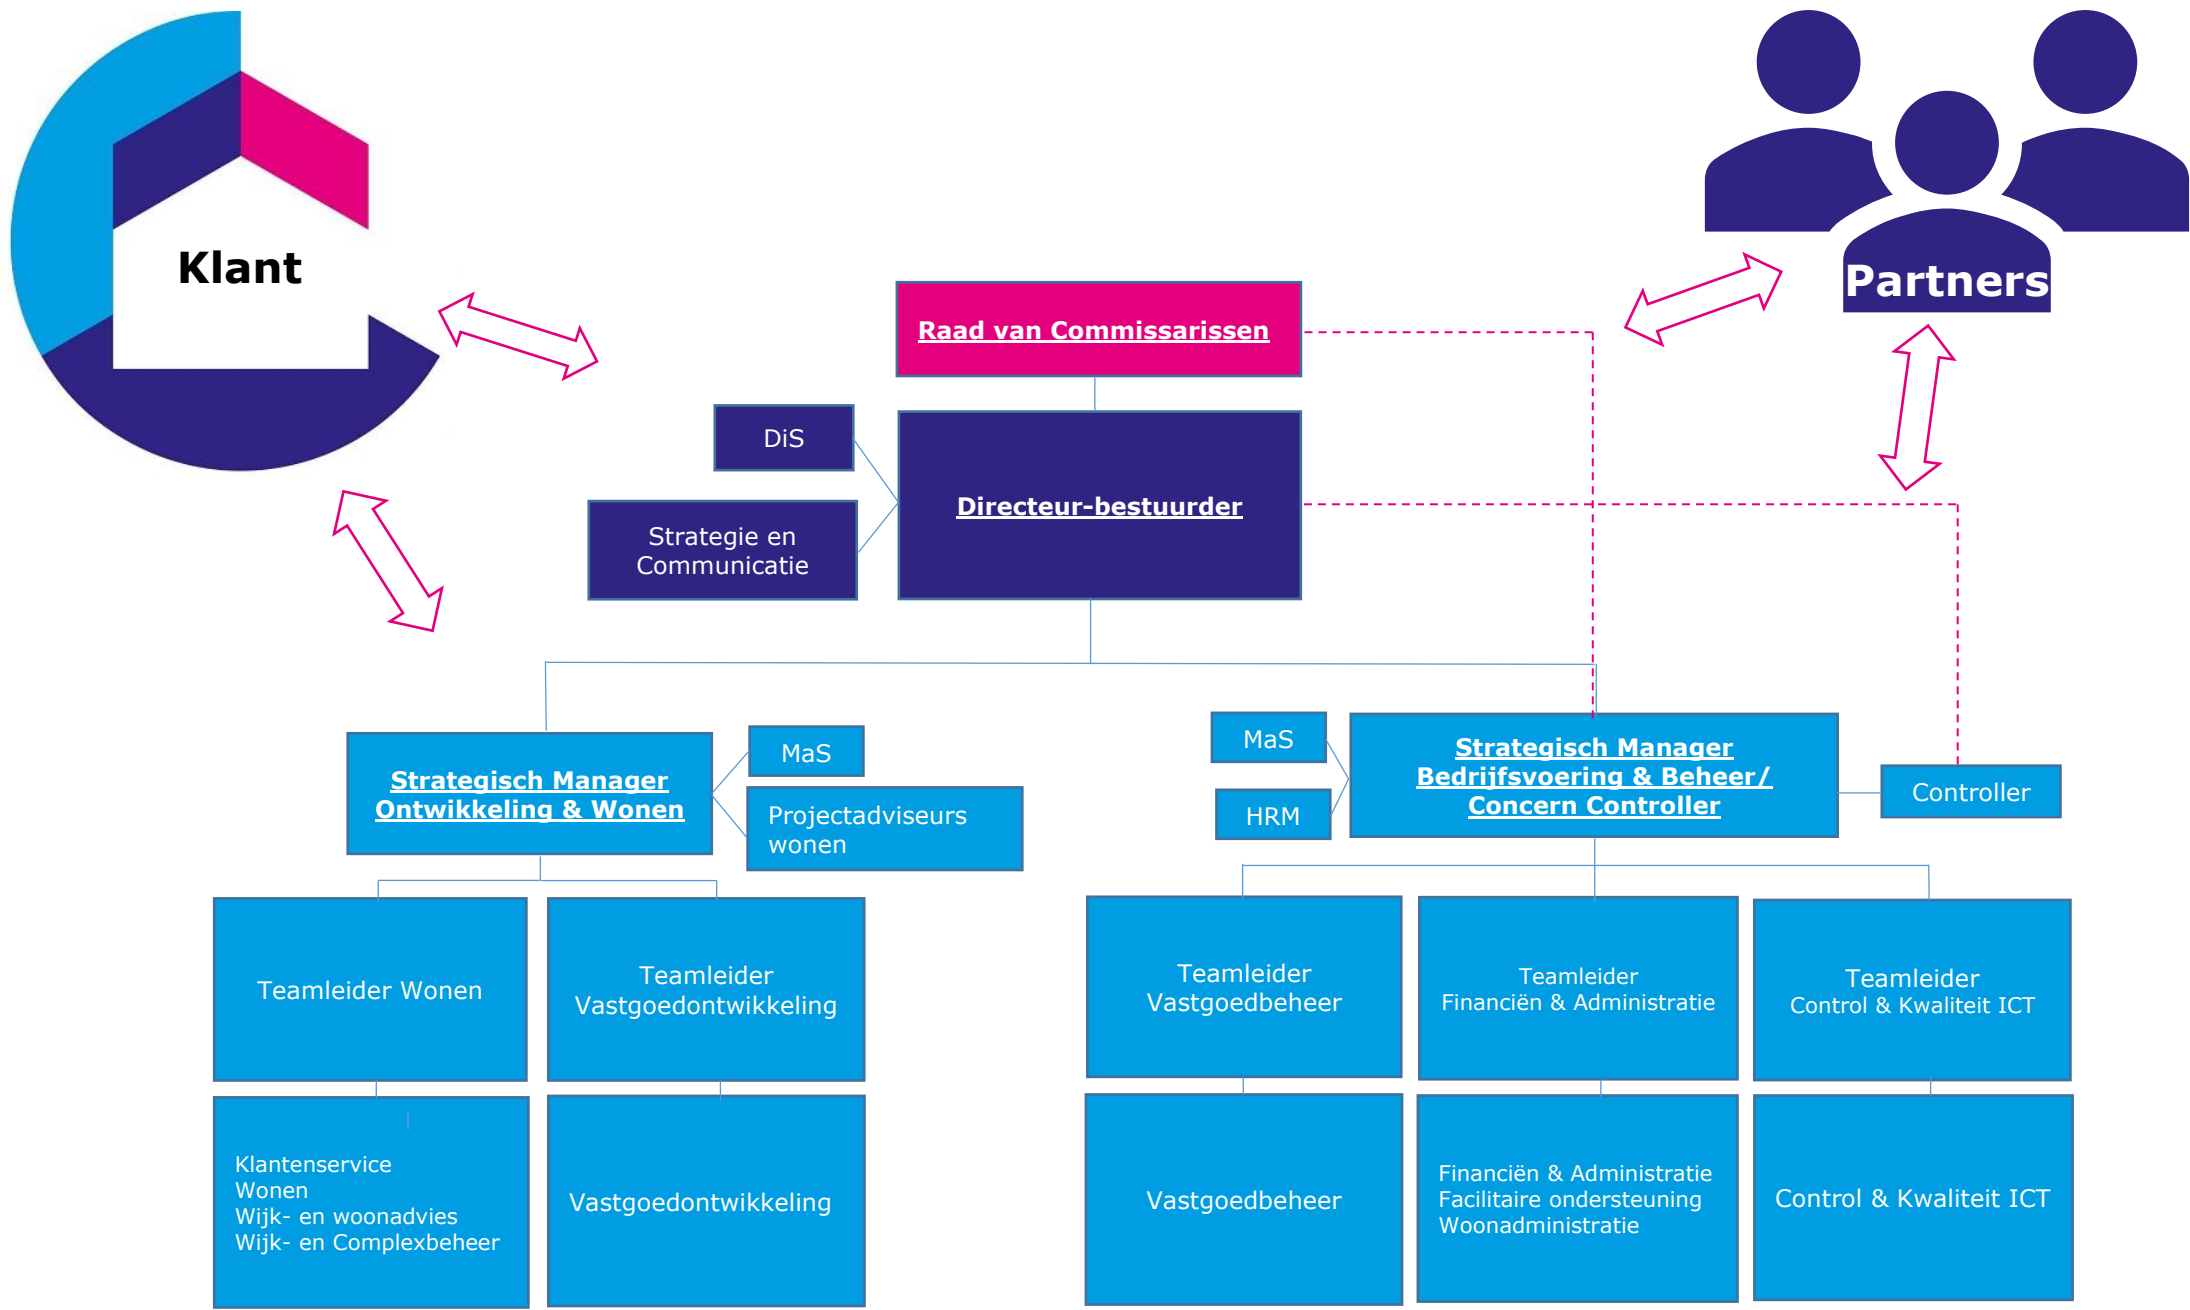 Klant
Partners
Raad van Commissarissen
DiS
Directeur-bestuurder
Strategie en
Communicatie
Strategisch Manager
Ontwikkeling & Wonen
MaS
Projectadviseurs
wonen
MaS
HRM
Strategisch Manager
Bedrijfsvoering & Beheer/
Concern Controller
Controller
Teamleider Wonen
Teamleider
Vastgoedontwikkeling
Teamleider
Vastgoedbeheer
Teamleider
Financiën & Administratie
Teamleider
Control & Kwaliteit ICT
Klantenservice
Wonen
Wijk- en woonadvies
Wijk- en Complexbeheer
Vastgoedontwikkeling
Vastgoedbeheer
Financiën & Administratie
Facilitaire ondersteuning
Woonadministratie
Control & Kwaliteit ICT